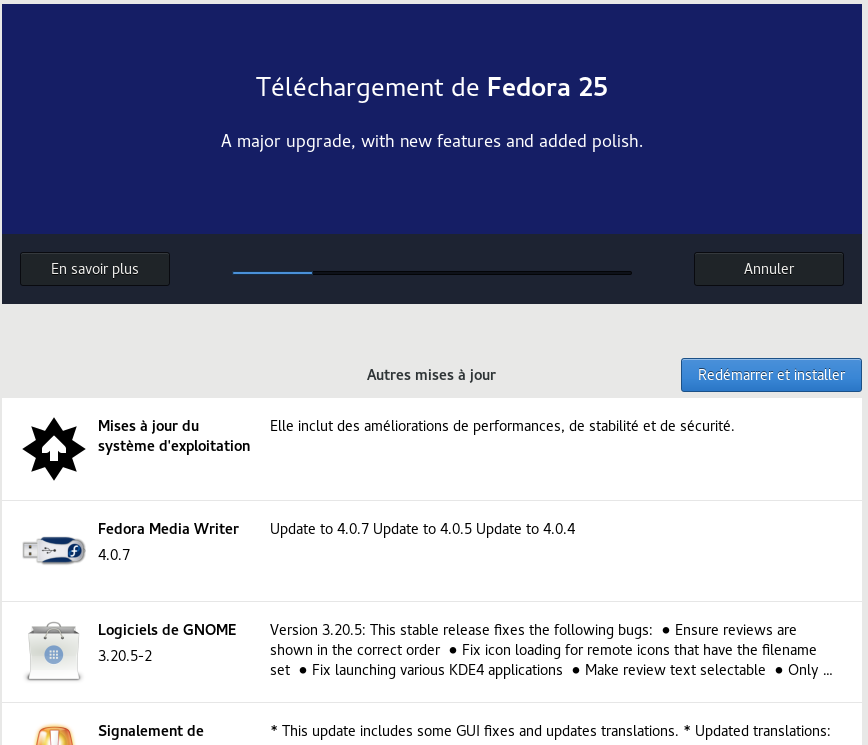 Téléchargement de Fedora 25
A major upgrade, with new features and added polish.
En savoir plus
Annuler
Autres mises à jour
Redémarrer et installer
Mises à jour du
système d'exploitation
Elle inclut des améliorations de performances, de stabilité et de sécurité.
Fedora Media Writer
4.0.7
Update to 4.0.7 Update to 4.0.5 Update to 4.0.4
Logiciels de GNOME
3.20.5-2
Version 3.20.5: This stable release fixes the following bugs: ● Ensure reviews are
shown in the correct order ● Fix icon loading for remote icons that have the filename
set ● Fix launching various KDE4 applications ● Make review text selectable ● Only ...
Signalement de
* This update includes some GUI fixes and updates translations. * Updated translations: